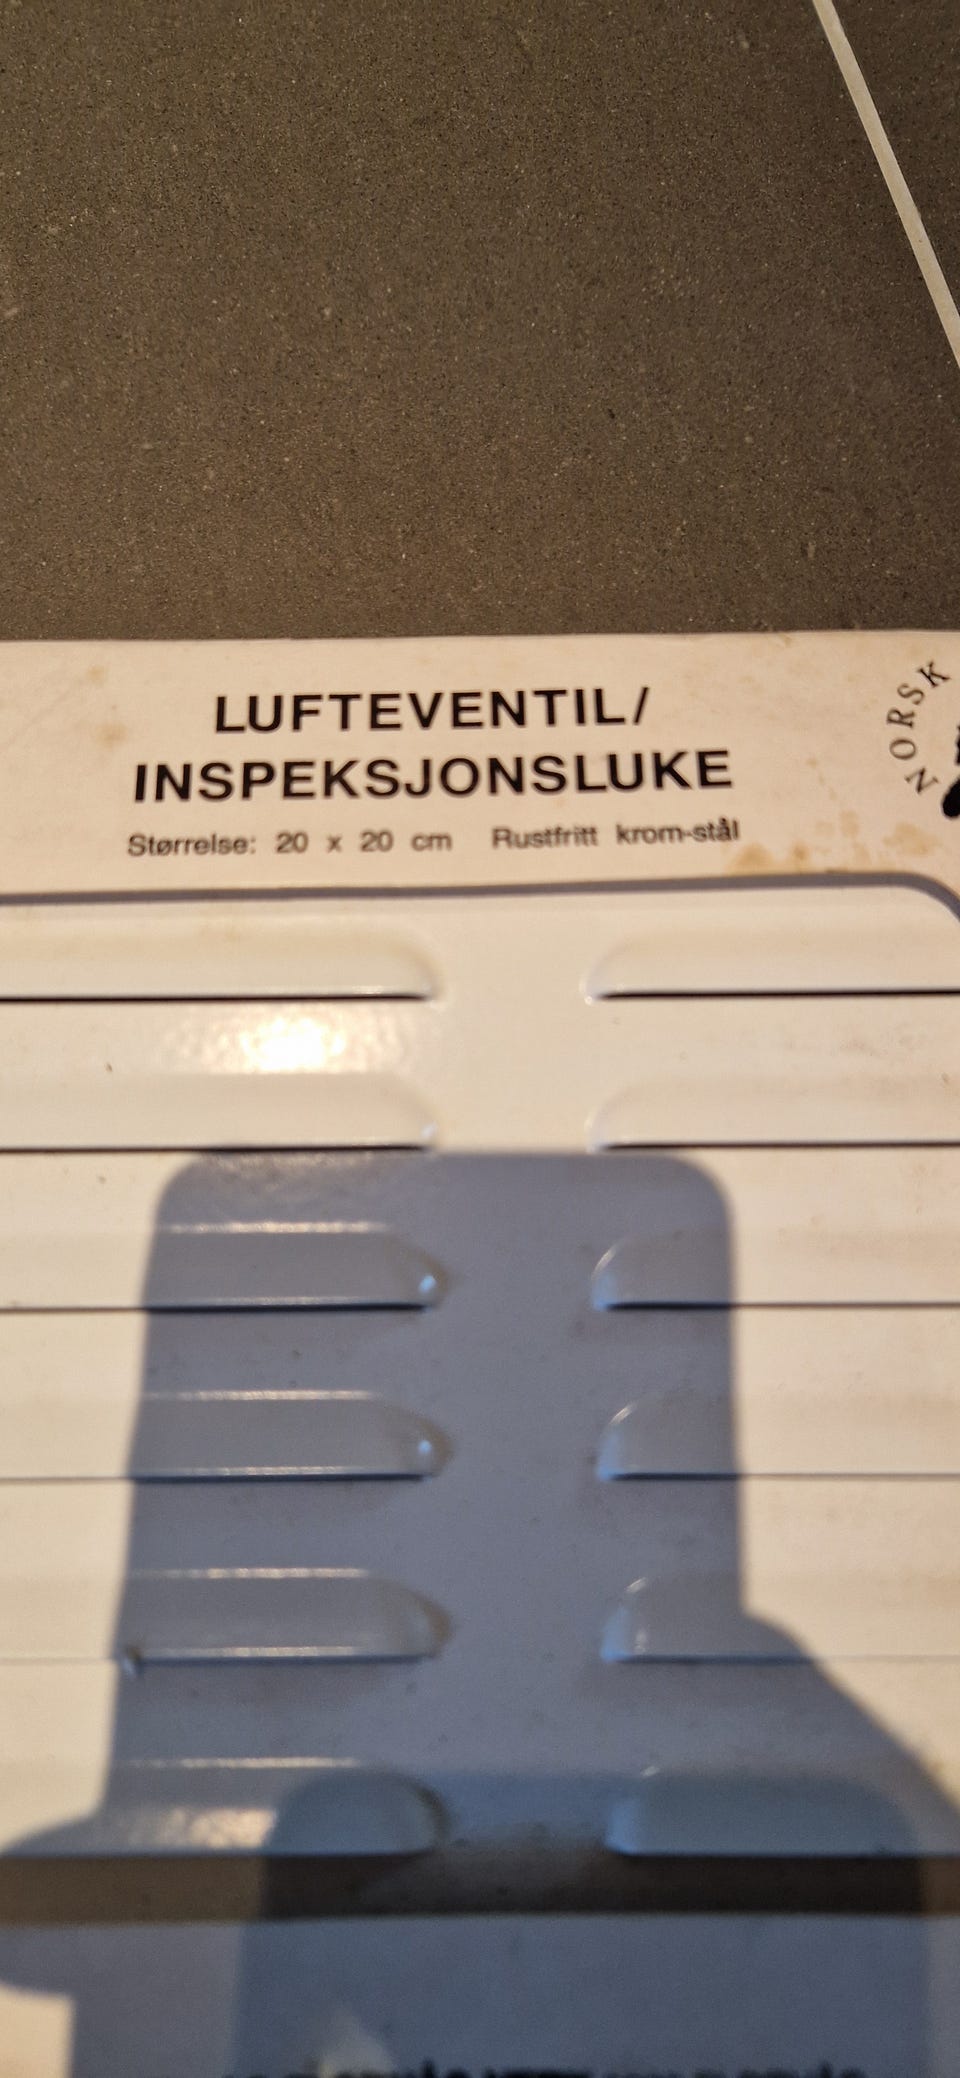 LUFTEVENTIL/
INSPEKSJONSLUKE
Størrelse: 20 x 20 cm Rustfritt krom-stål
NORSK